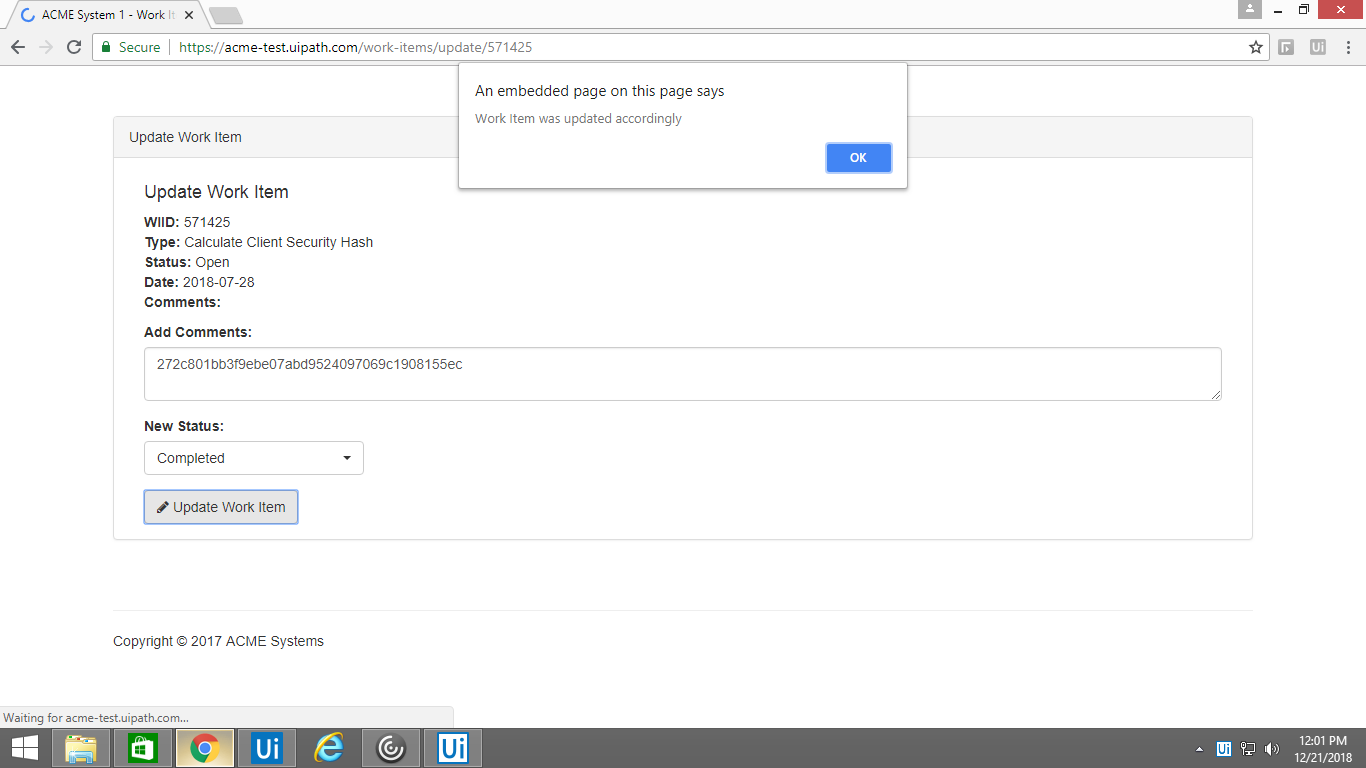 ACME System 1 - Work It
Secure
https://acme-test.uipath.com/work-items/update/571425
Ui
An embedded page on this page says
Work Item was updated accordingly
OK
Update Work Item
Update Work Item
WIID: 571425
Type: Calculate Client Security Hash
Status: Open
Date: 2018-07-28
Comments:
Add Comments:
272c801bb3f9ebe07abd9524097069c1908155ec
New Status:
Completed
Update Work Item
Copyright © 2017 ACME Systems
Waiting for acme-test.uipath.com...
Ui
Ui
Ui
12:01 PM
12/21/2018